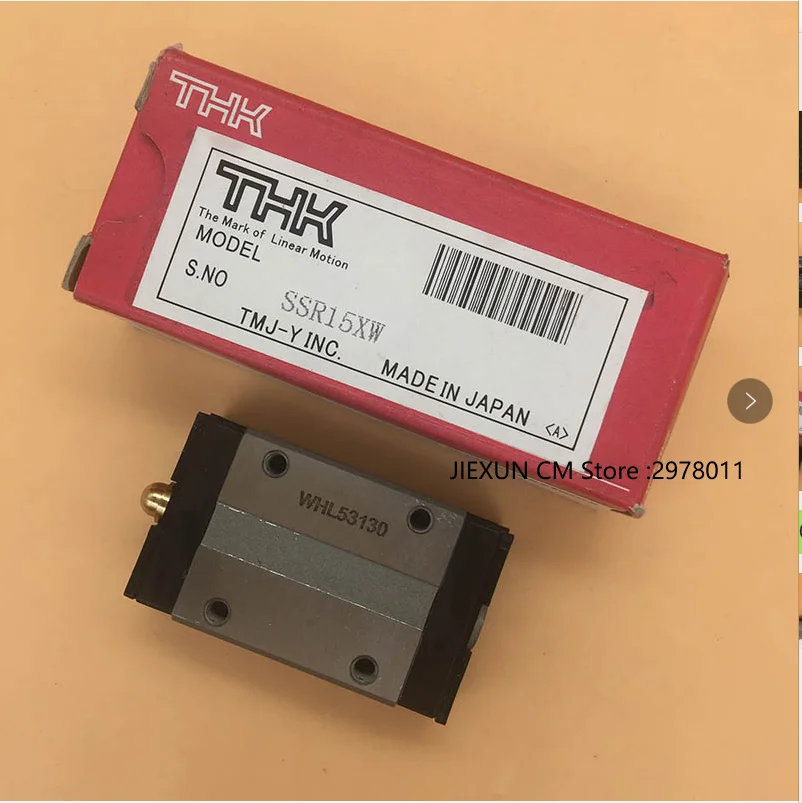 THK
THK
The Mark of Linear Motion
MODEL
S.NO
SSR15XW
TMJ-Y INC.
MADE IN JAPAN
<A>
JIEXUN CM Store :2978011
WHL53130